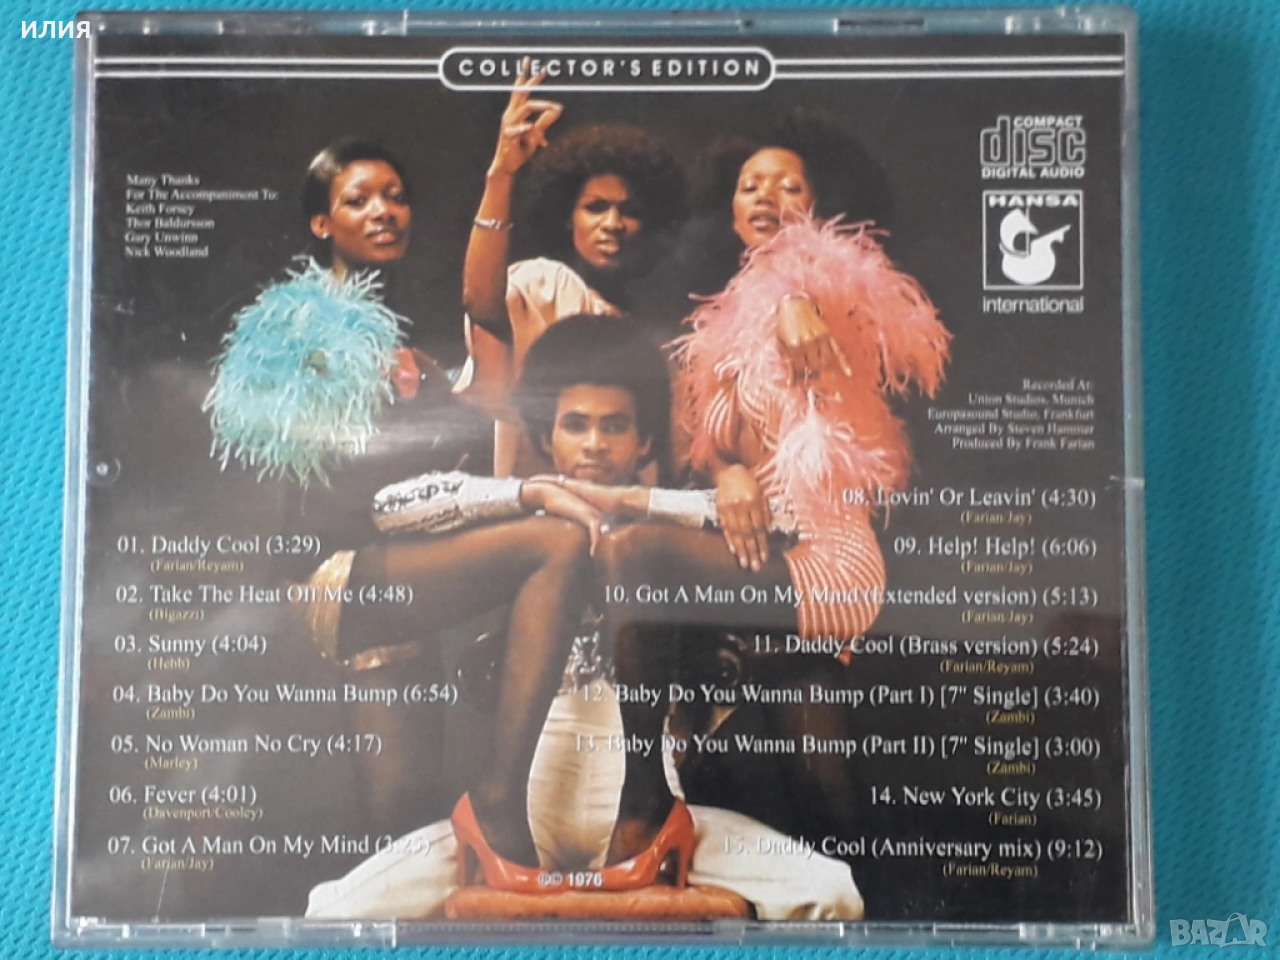 илия
COLLECTOR'S EDITION
COMPACT
disc
DIGITAL AUDIO
HANSA
international
Many Thanks
For The Accompaniment To:
Keith Forsey
Thor Baldursson
Gary Unwinn
Nick Woodland
Recorded At:
Union Studios, Munich
Europasound Studio, Frankfurt
Arranged By Steven Hammer
Produced By Frank Farian
01. Daddy Cool (3:29)
(Farian/Reyam)
02. Take The Heat Off Me (4:48)
(Bigazzi)
03. Sunny (4:04)
(Hebb)
04. Baby Do You Wanna Bump (6:54)
(Zambi)
05. No Woman No Cry (4:17)
(Marley)
06. Fever (4:01)
(Davenport/Cooley)
07. Got A Man On My Mind (3:25)
(Farian/Jay)
08. Lovin' Or Leavin' (4:30)
(Farian/Jay)
09. Help! Help! (6:06)
(Farian/Jay)
10. Got A Man On My Mind (Extended version) (5:13)
(Farian/Jay)
11. Daddy Cool (Brass version) (5:24)
(Farian/Reyam)
12. Baby Do You Wanna Bump (Part I) [7" Single] (3:40)
(Zambi)
13. Baby Do You Wanna Bump (Part II) [7" Single] (3:00)
(Zambi)
14. New York City (3:45)
(Farian)
15. Daddy Cool (Anniversary mix) (9:12)
(Farian/Reyam)
℗© 1976
BAZAR